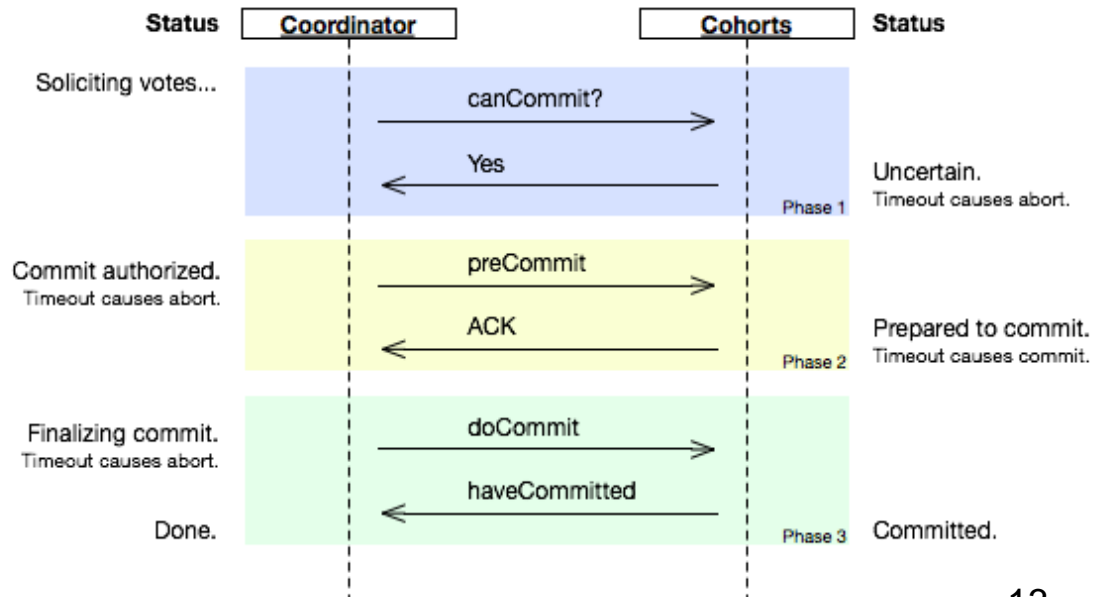 Status Coordinator Cohorts Status
Soliciting votes...
canCommit?
Yes
Uncertain.
Timeout causes abort.
Phase 1
Commit authorized.
Timeout causes abort.
preCommit
ACK
Prepared to commit.
Timeout causes commit.
Phase 2
Finalizing commit.
Timeout causes abort.
doCommit
haveCommitted
Done.
Phase 3
Committed.